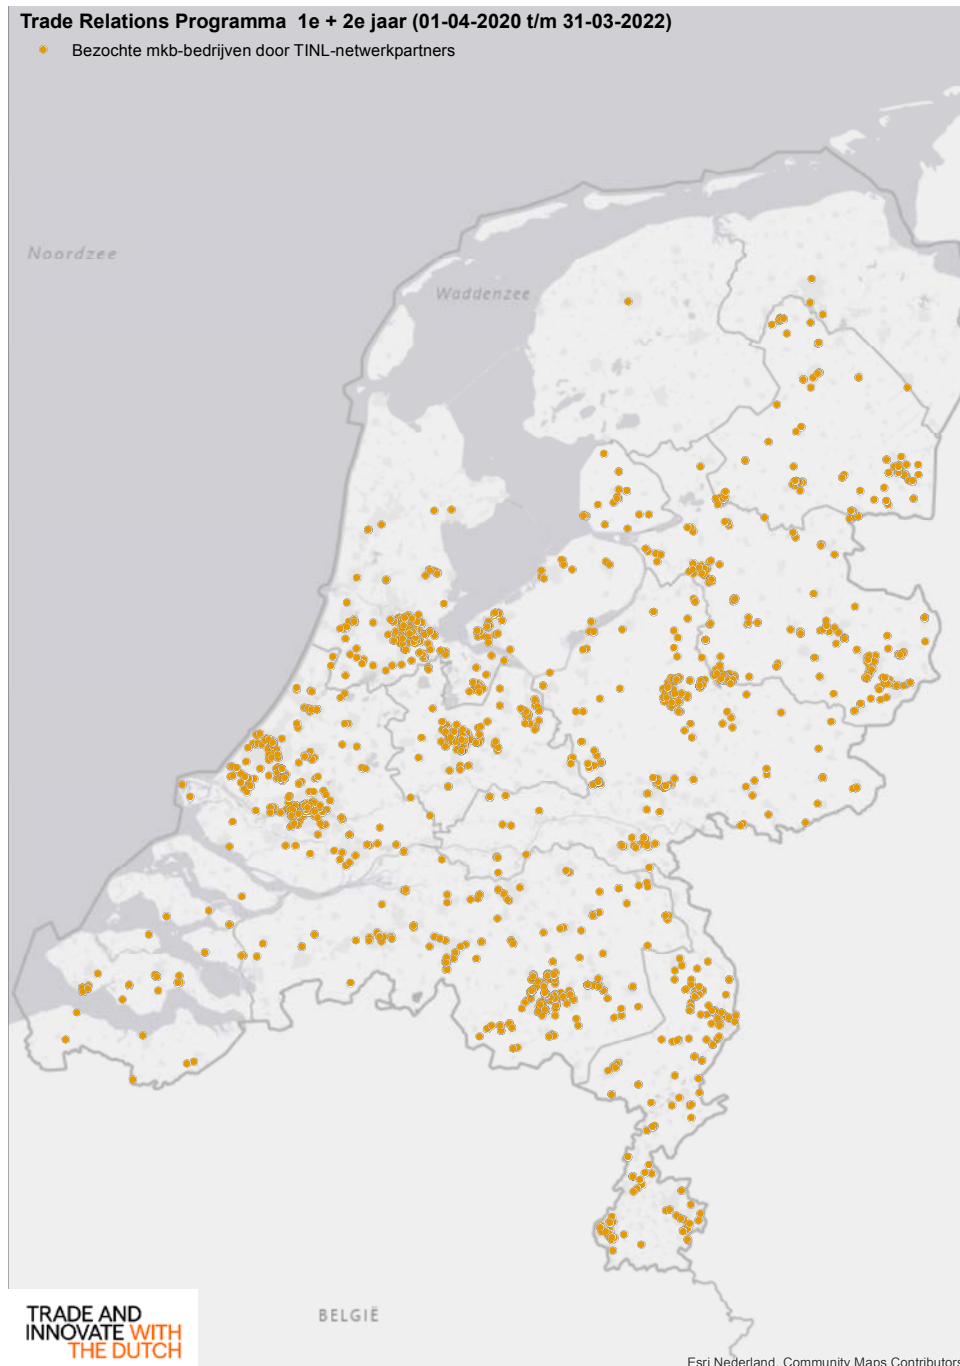 Trade Relations Programma 1e + 2e jaar (01-04-2020 t/m 31-03-2022)
Bezochte mkb-bedrijven door TINL-netwerkpartners
Noordzee
Waddenzee
BELGIË
TRADE AND
INNOVATE WITH
THE DUTCH
Esri Nederland, Community Maps Contributors